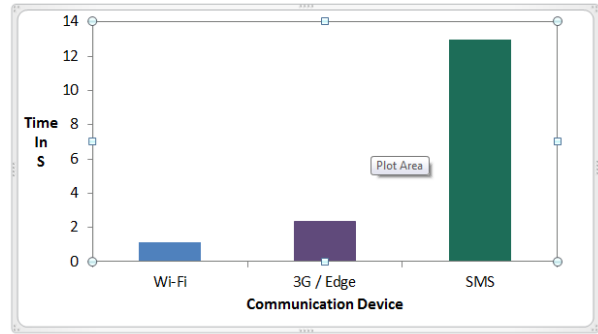 14
12
10
8
6
4
2
0
Time
In
S
Plot Area
Wi-Fi
3G / Edge
SMS
Communication Device